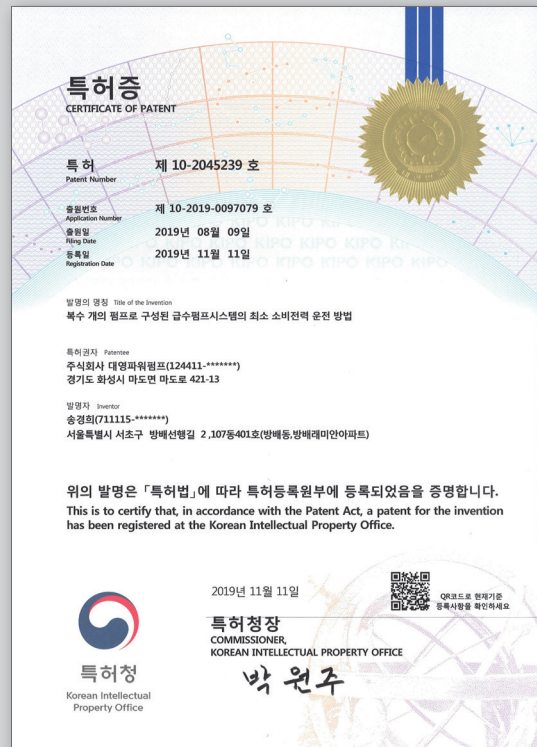 특허증
CERTIFICATE OF PATENT
특허 제 10-2045239 호
Patent Number
출원번호 제 10-2019-0097079 호
Application Number
출원일 2019년 08월 09일
Filing Date
등록일 2019년 11월 11일
Registration Date
KIPO KIPO KIPO KIPO
KIPO KIPO KIPO KIPO KIPO
발명의 명칭 Title of the Invention
복수 개의 펌프로 구성된 급수펌프시스템의 최소 소비전력 운전 방법
특허권자 Patentee
주식회사 대영파워펌프(124411-*******)
경기도 화성시 마도면 마도로 421-13
발명자 Inventor
송경희(711115-*******)
서울특별시 서초구 방배선행길 2,107동401호(방배동,방배래미안아파트)
위의 발명은 「특허법」에 따라 특허등록원부에 등록되었음을 증명합니다.
This is to certify that, in accordance with the Patent Act, a patent for the invention
has been registered at the Korean Intellectual Property Office.
2019년 11월 11일
QR코드로 현재기준
등록사항을 확인하세요
특허청장
COMMISSIONER,
KOREAN INTELLECTUAL PROPERTY OFFICE
박원주
특허청
Korean Intellectual
Property Office